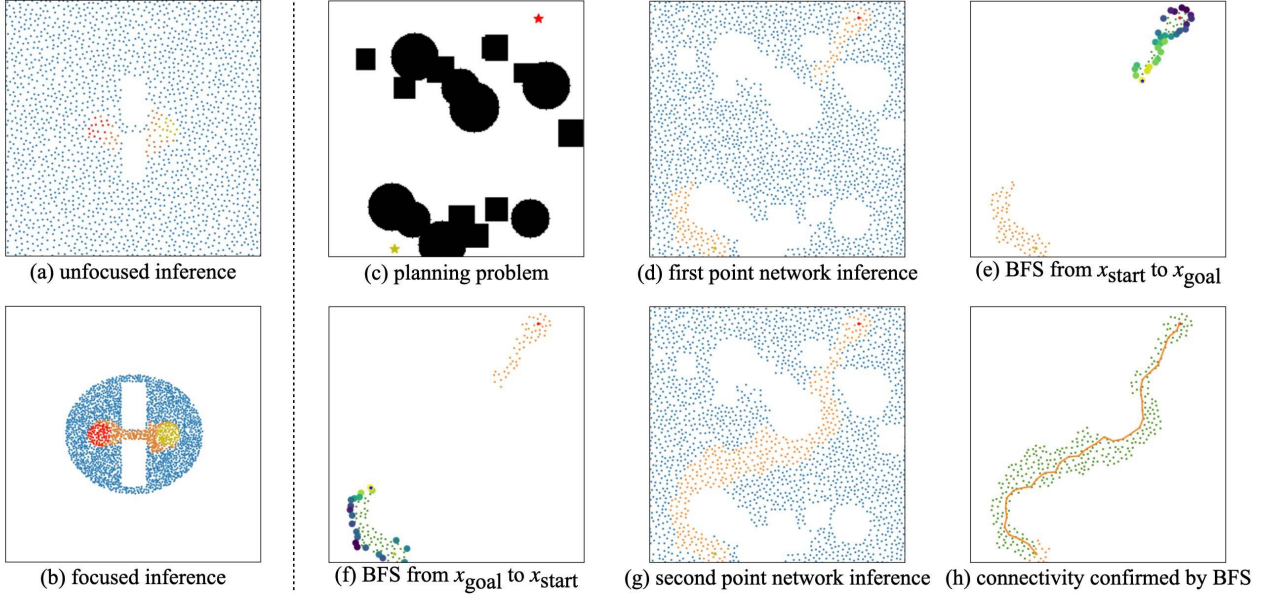 (a) unfocused inference
(c) planning problem
(d) first point network inference
(e) BFS from x_start to x_goal
(b) focused inference
(f) BFS from x_goal to x_start
(g) second point network inference
(h) connectivity confirmed by BFS